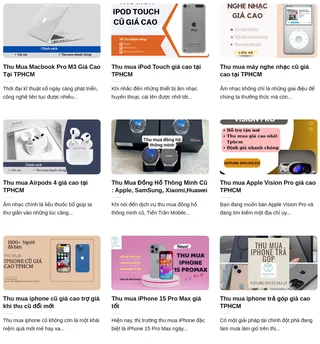 IPOD TOUCH
CŨ GIÁ CAO
NGHE NHẠC
GIÁ CAO
Thu Mua Macbook Pro M3 Giá Cao
Tại TPHCM
Thời đại kĩ thuật số ngày càng phát triển,
công nghệ liên tục được nhiều...
Thu mua iPod Touch giá cao tại
TPHCM
Khi nhắc đến những thiết bị âm nhạc
huyền thoại, cái tên được nhớ tới...
Thu mua máy nghe nhạc cũ giá
cao tại TPHCM
Âm nhạc không chỉ là những giai điệu để
chúng ta thưởng thức mà còn...
Thu mua đồng hồ
thông minh
VISION PRO
Hỗ trợ tận nơi
Thu mua giá cao nhất
Tphcm
Định giá nhanh chóng
Thu mua Airpods 4 giá cao tại
TPHCM
Âm nhạc chính là liều thuốc bổ giúp ta
thư giãn vào những lúc căng...
Thu Mua Đồng Hồ Thông Minh Cũ
: Apple, SamSung, Xiaomi,Huawei
Khi nói đến dịch vụ thu mua đồng hồ
thông minh cũ, Tiến Trần Mobile...
Thu mua Apple Vision Pro giá cao
TPHCM
Bạn đang muốn bán Apple Vision Pro và
đang tìm kiếm một địa chỉ uy...
1500+ Người
đã bán
THU MUA
IPHONE CŨ GIÁ
CAO TPHCM
THU MUA
IPHONE 15
PROMAX
THU MUA
IPHONE TRẢ
GÓP
Thu mua iphone cũ giá cao trợ giá
khi thu cũ đổi mới
Thu mua iphone cũ không còn là một khái
niệm quá mới mẻ hay xa...
Thu mua iPhone 15 Pro Max giá
tốt
Hiện nay, thị trường thu mua iPhone đặc
biệt là iPhone 15 Pro Max ngày...
Thu mua iphone trả góp giá cao
TPHCM
Có một giải pháp tài chính đột phá đang
làm mưa làm gió trên thị...